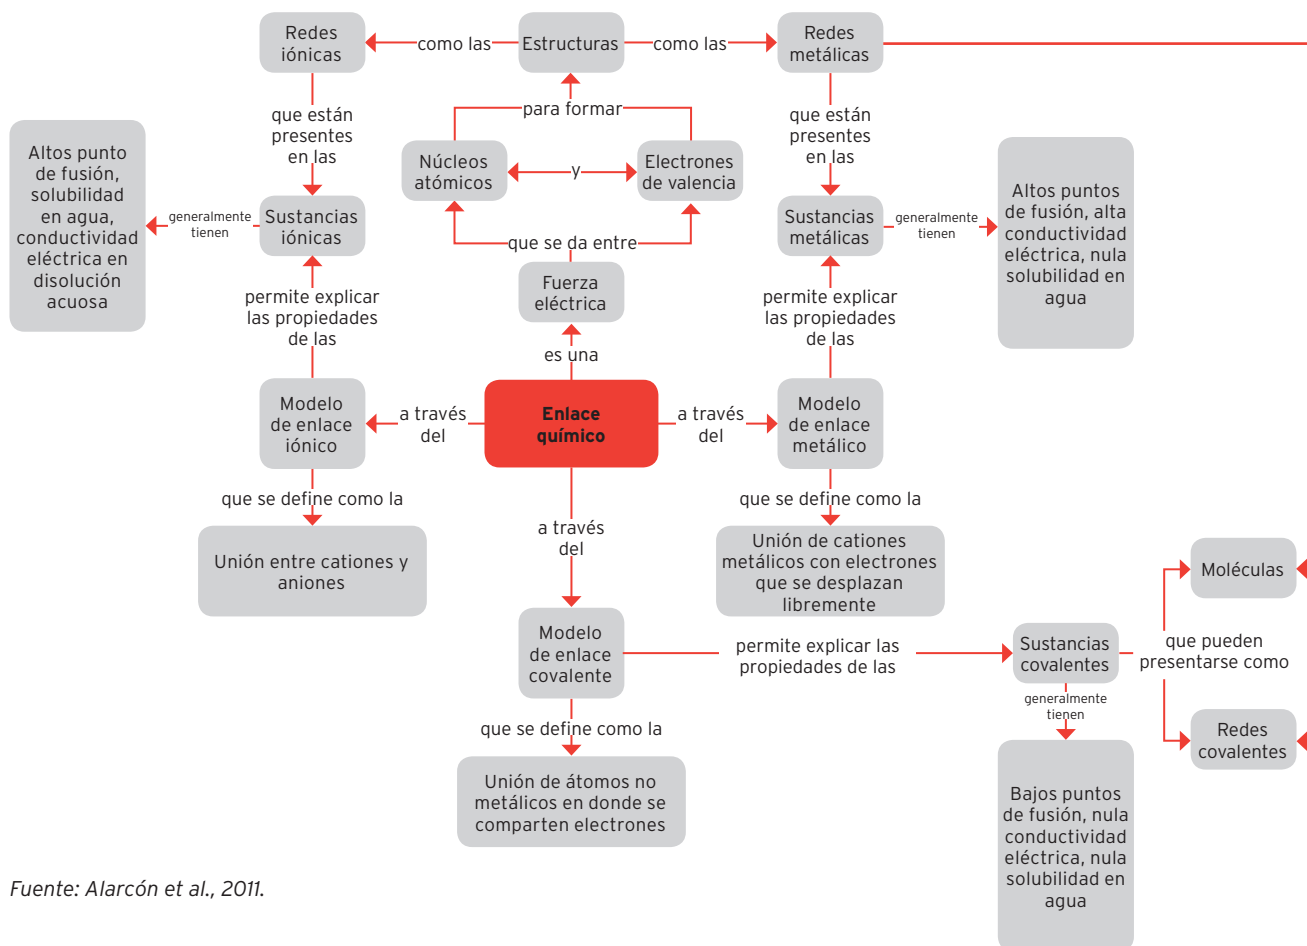 Redes
iónicas
como las
Estructuras
como las
Redes
metálicas
que están
presentes
en las
para formar
que están
presentes
en las
Altos punto
de fusión,
solubilidad
en agua,
conductividad
eléctrica en
disolución
acuosa
generalmente
tienen
Sustancias
iónicas
Núcleos
atómicos
y
Electrones
de valencia
Sustancias
metálicas
generalmente
tienen
Altos puntos
de fusión, alta
conductividad
eléctrica, nula
solubilidad en
agua
que se da entre
permite explicar
las propiedades
de las
Fuerza
eléctrica
permite explicar
las propiedades
de las
es una
Modelo
de enlace
iónico
a través
del
Enlace
químico
a través
del
Modelo
de enlace
metálico
que se define como la
que se define como la
Unión entre cationes y
aniones
a través
del
Unión de cationes
metálicos con electrones
que se desplazan
libremente
Moléculas
Modelo
de enlace
covalente
permite explicar las
propiedades de las
Sustancias
covalentes
que pueden
presentarse como
generalmente
tienen
Redes
covalentes
que se define como la
Unión de átomos no
metálicos en donde se
comparten electrones
Bajos puntos
de fusión, nula
conductividad
eléctrica, nula
solubilidad en
agua
Fuente: Alarcón et al., 2011.